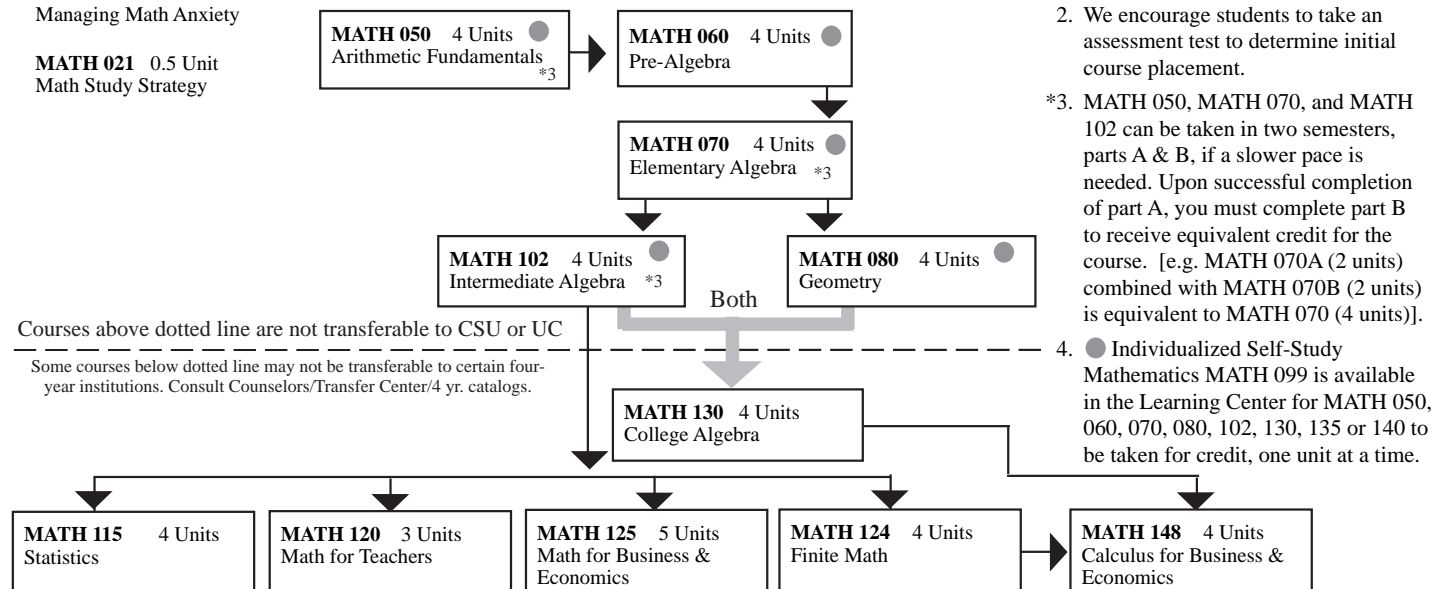 Managing Math Anxiety
MATH 021 0.5 Unit
Math Study Strategy
MATH 050 4 Units
Arithmetic Fundamentals
*3
MATH 060 4 Units
Pre-Algebra
MATH 070 4 Units
Elementary Algebra *3
MATH 102 4 Units
Intermediate Algebra *3
MATH 080 4 Units
Geometry
Both
Courses above dotted line are not transferable to CSU or UC
Some courses below dotted line may not be transferable to certain four-
year institutions. Consult Counselors/Transfer Center/4 yr. catalogs.
MATH 130 4 Units
College Algebra
MATH 115 4 Units
Statistics
MATH 120 3 Units
Math for Teachers
MATH 125 5 Units
Math for Business &
Economics
MATH 124 4 Units
Finite Math
MATH 148 4 Units
Calculus for Business &
Economics
2. We encourage students to take an
assessment test to determine initial
course placement.
*3. MATH 050, MATH 070, and MATH
102 can be taken in two semesters,
parts A & B, if a slower pace is
needed. Upon successful completion
of part A, you must complete part B
to receive equivalent credit for the
course. [e.g. MATH 070A (2 units)
combined with MATH 070B (2 units)
is equivalent to MATH 070 (4 units)].
4. Individualized Self-Study
Mathematics MATH 099 is available
in the Learning Center for MATH 050,
060, 070, 080, 102, 130, 135 or 140 to
be taken for credit, one unit at a time.